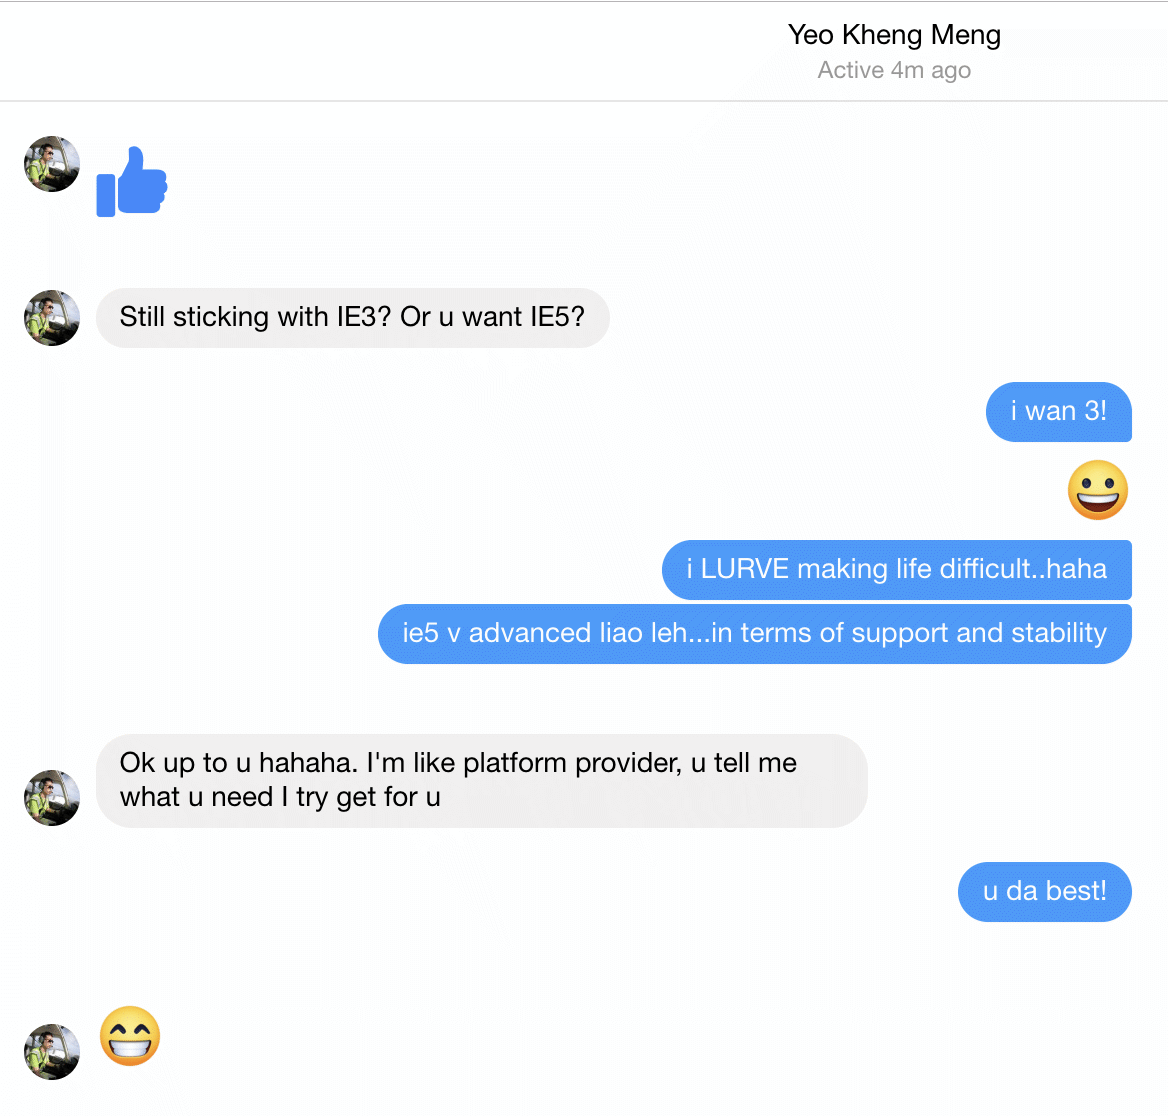 Yeo Kheng Meng
Active 4m ago
Still sticking with IE3? Or u want IE5?
i wan 3!
i LURVE making life difficult..haha
ie5 v advanced liao leh...in terms of support and stability
Ok up to u hahaha. I'm like platform provider, u tell me
what u need I try get for u
u da best!